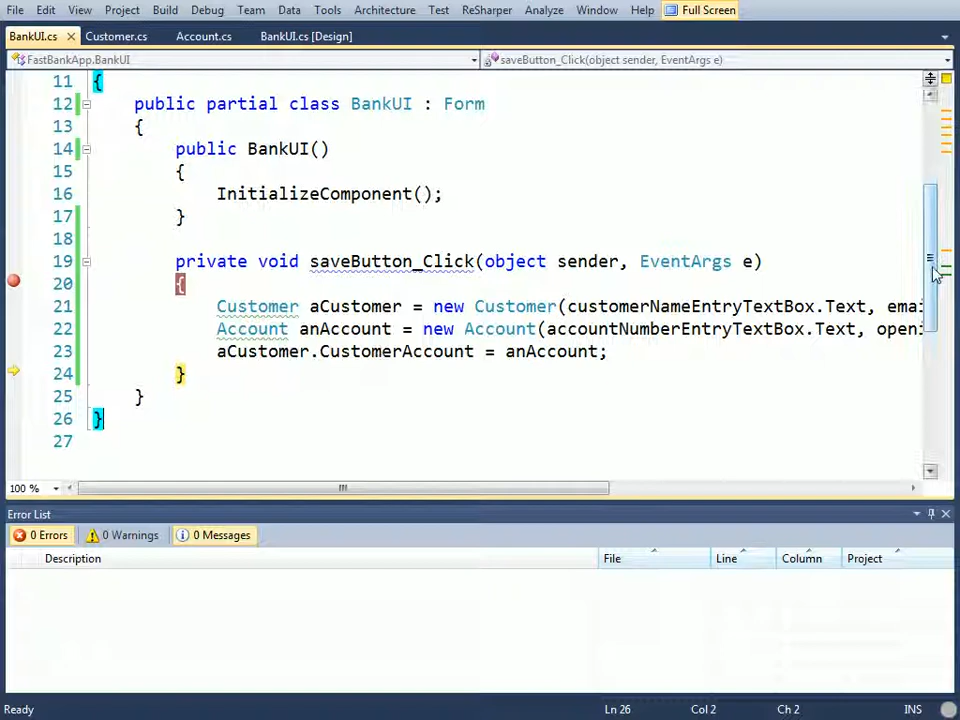 File Edit View Project Build Debug Team Data Tools Architecture Test ReSharper Analyze Window Help Full Screen
BankUI.cs Customer.cs Account.cs BankUI.cs [Design]
FastBankApp.BankUI saveButton_Click(object sender, EventArgs e)
11 {
12 public partial class BankUI : Form
13 {
14 public BankUI()
15 {
16 InitializeComponent();
17 }
18
19 private void saveButton_Click(object sender, EventArgs e)
20 {
21 Customer aCustomer = new Customer(customerNameEntryTextBox.Text, emai
22 Account anAccount = new Account(accountNumberEntryTextBox.Text, openi
23 aCustomer.CustomerAccount = anAccount;
24 }
25 }
26 }
27
100 %
Error List
0 Errors 0 Warnings 0 Messages
Description File Line Column Project
Ready Ln 26 Col 2 Ch 2 INS